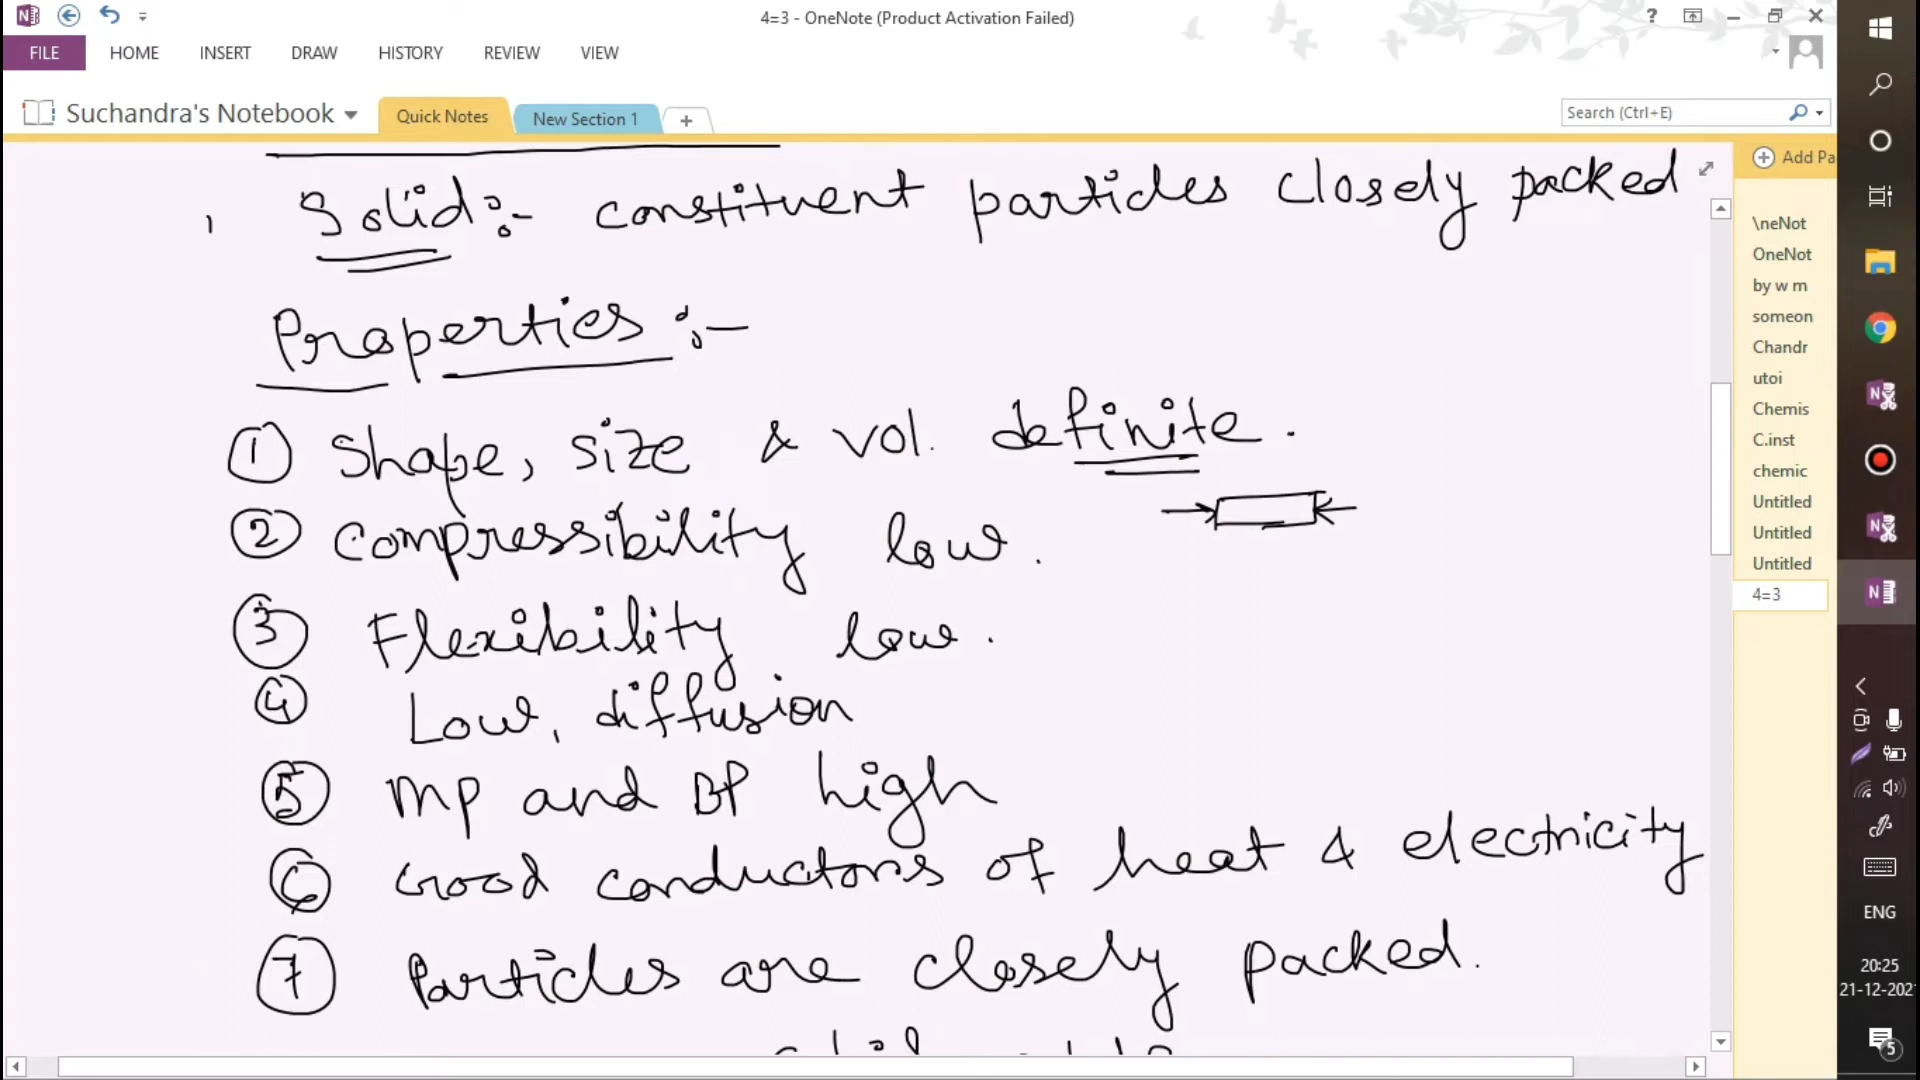 4=3 - OneNote (Product Activation Failed)
FILE HOME INSERT DRAW HISTORY REVIEW VIEW
Suchandra's Notebook Quick Notes New Section 1 Search (Ctrl+E)
Add Pa
Solid:- constituent particles closely packed
Properties :-
① Shape, size & vol. definite.
② Compressibility low.
③ Flexibility low.
④ Low, diffusion
⑤ MP and BP high
⑥ Good conductors of heat & electricity
⑦ Particles are closely packed.
\neNot
OneNot
by w m
someon
Chandr
utoi
Chemis
C.inst
chemic
Untitled
Untitled
Untitled
4=3
ENG
20:25
21-12-202
5